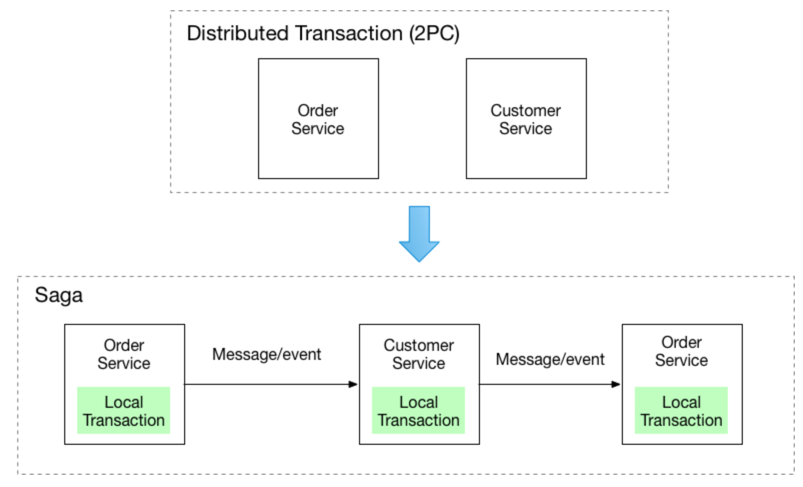 Distributed Transaction (2PC)
Order
Service
Customer
Service
Saga
Order
Service
Local
Transaction
Message/event
Customer
Service
Local
Transaction
Message/event
Order
Service
Local
Transaction